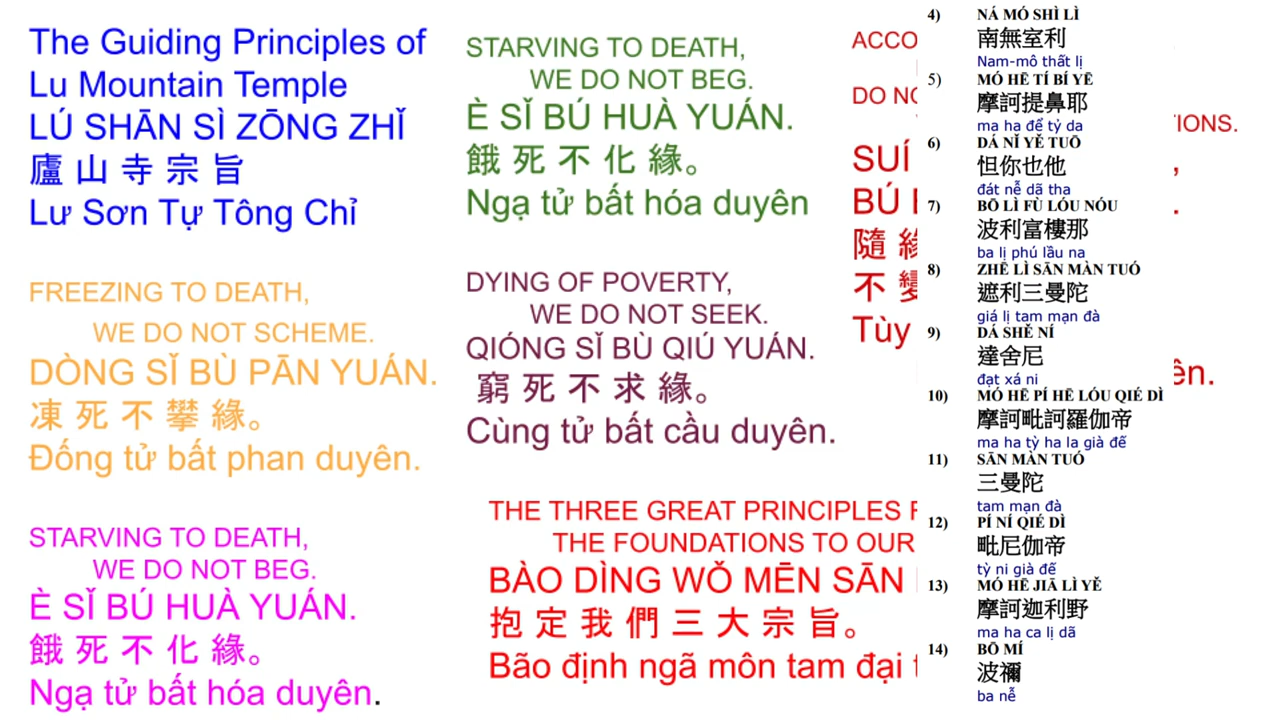 The Guiding Principles of
Lu Mountain Temple
LÚ SHĀN SÌ ZŌNG ZHǏ
廬 山 寺 宗 旨
Lư Sơn Tự Tông Chỉ
FREEZING TO DEATH,
WE DO NOT SCHEME.
DÒNG SǏ BÙ PĀN YUÁN.
凍 死 不 攀 緣。
Đống tử bất phan duyên.
STARVING TO DEATH,
WE DO NOT BEG.
È SǏ BÚ HUÀ YUÁN.
餓 死 不 化 緣。
Ngạ tử bất hóa duyên.
STARVING TO DEATH,
WE DO NOT BEG.
È SǏ BÚ HUÀ YUÁN.
餓 死 不 化 緣。
Ngạ tử bất hóa duyên
DYING OF POVERTY,
WE DO NOT SEEK.
QIÓNG SǏ BÙ QIÚ YUÁN.
窮 死 不 求 緣。
Cùng tử bất cầu duyên.
THE THREE GREAT PRINCIPLES
THE FOUNDATIONS TO OUR
BÀO DÌNG WǑ MĒN SĀN
抱 定 我 們 三 大 宗 旨。
Bão định ngã môn tam đại
ACCO
DO NO
TIONS.
SUÍ
,
BÚ
.
隨 緣
不 變
Tùy
ên.
4) NÁ MÓ SHÌ LÌ
南無室利
Nam-mô thất lị
5) MÓ HĒ TÍ BÍ YĒ
摩訶提鼻耶
ma ha đề tỷ da
6) DÁ NǏ YĚ TUŌ
怛你也他
đát nễ dã tha
7) BŌ LÌ FÙ LÓU NÓU
波利富樓那
ba lị phú lầu na
8) ZHĒ LÌ SĀN MÀN TUÓ
遮利三曼陀
giá lị tam mạn đà
9) DÁ SHĚ NÍ
達舍尼
đạt xá ni
10) MÓ HĒ PÍ HĒ LÓU QIÉ DÌ
摩訶毗訶羅伽帝
ma ha tỳ ha la già đế
11) SĀN MÀN TUÓ
三曼陀
tam mạn đà
12) PÍ NÍ QIÉ DÌ
毗尼伽帝
tỳ ni già đế
13) MÓ HĒ JIĀ LÌ YĚ
摩訶迦利野
ma ha ca lị dã
14) BŌ MÍ
波禰
ba nễ